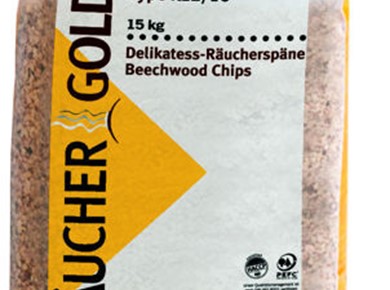 15 kg
Delikatess-Räucherspäne
Beechwood Chips
ÄUCHER GOLD
PEFC